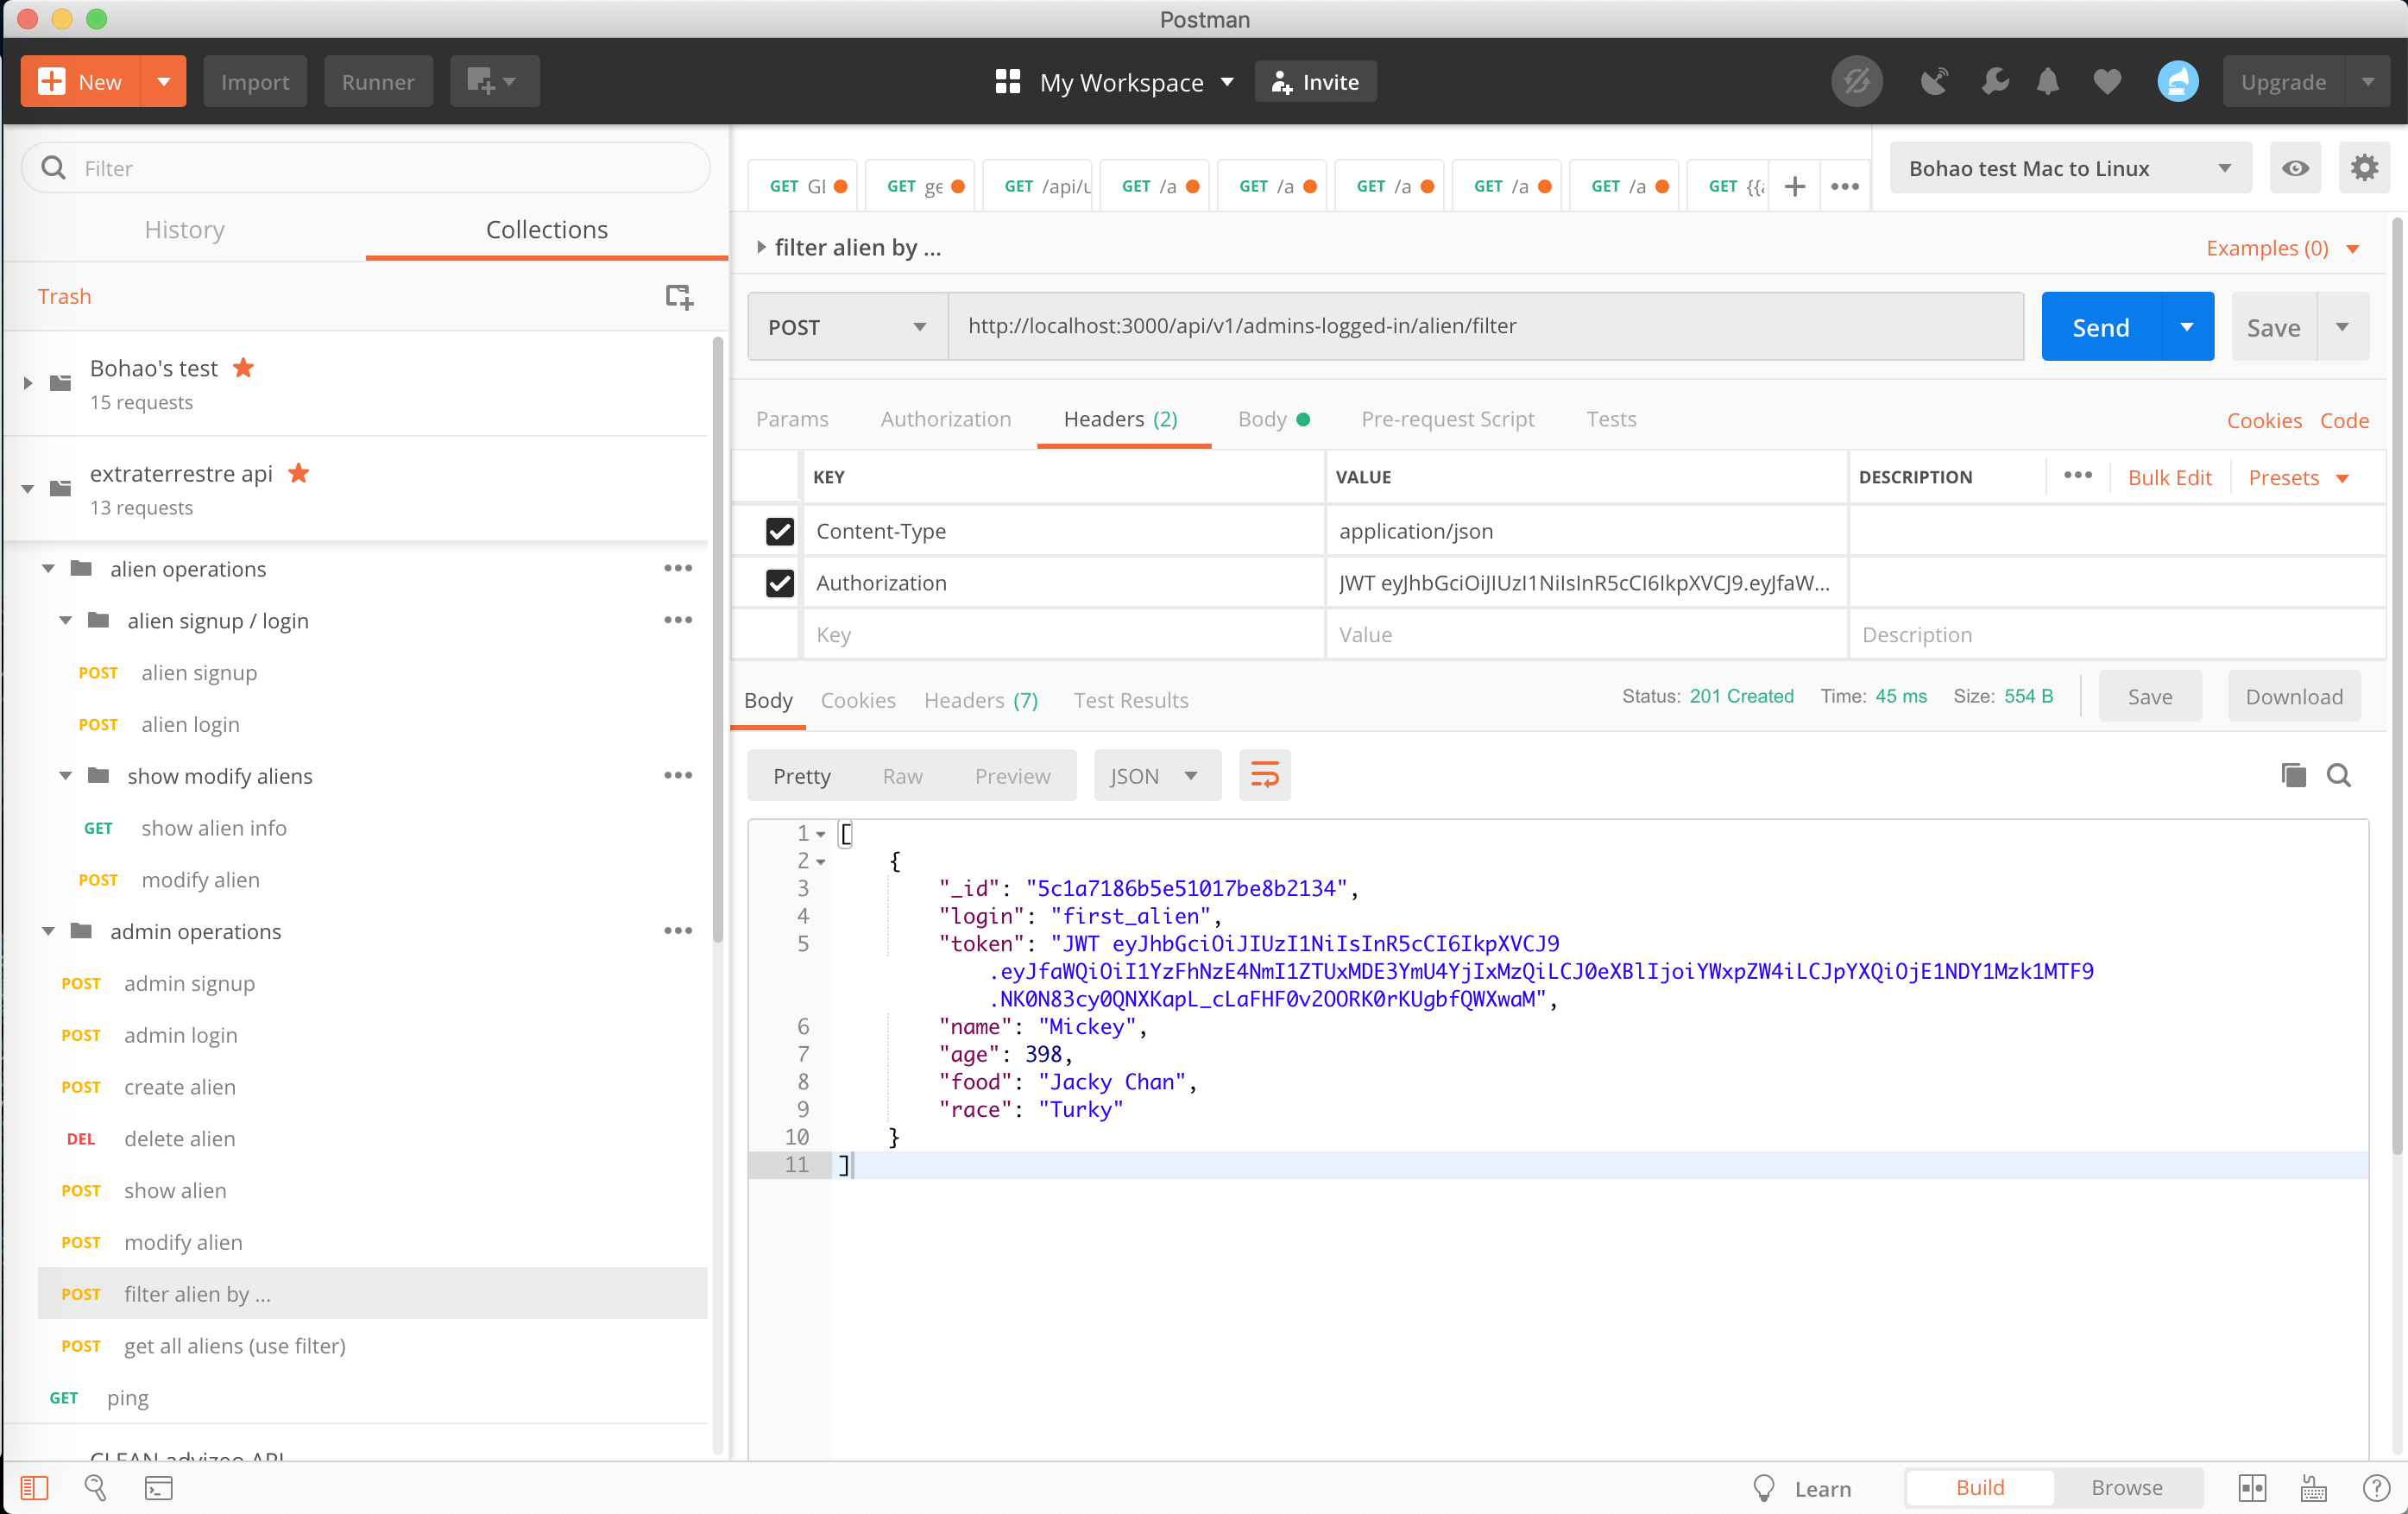 Postman
New
Import
Runner
My Workspace
Invite
Upgrade
Filter
History
Collections
Trash
Bohao's test
15 requests
extraterrestre api
13 requests
alien operations
alien signup / login
POST alien signup
POST alien login
show modify aliens
GET show alien info
POST modify alien
admin operations
POST admin signup
POST admin login
POST create alien
DEL delete alien
POST show alien
POST modify alien
POST filter alien by ...
POST get all aliens (use filter)
GET ping
CLEAN advizeo API
GET Gl GET ge GET /api/u GET /a GET /a GET /a GET /a GET /a GET {{a
Bohao test Mac to Linux
filter alien by ...
Examples (0)
POST
http://localhost:3000/api/v1/admins-logged-in/alien/filter
Send
Save
Params Authorization Headers (2) Body Pre-request Script Tests
Cookies Code
KEY VALUE DESCRIPTION
Bulk Edit Presets
Content-Type application/json
Authorization JWT eyJhbGciOiJIUzI1NiIsInR5cCI6IkpXVCJ9.eyJfaW...
Key Value Description
Body Cookies Headers (7) Test Results
Status: 201 Created Time: 45 ms Size: 554 B
Save Download
Pretty Raw Preview JSON
1 [
2 {
3 "_id": "5c1a7186b5e51017be8b2134",
4 "login": "first_alien",
5 "token": "JWT eyJhbGciOiJIUzI1NiIsInR5cCI6IkpXVCJ9
.eyJfaWQiOiI1YzFhNzE4NmI1ZTUxMDE3YmU4YjIxMzQiLCJ0eXBlIjoiYWxpZW4iLCJpYXQiOjE1NDY1Mzk1MTF9
.NK0N83cy0QNXKapL_cLaFHF0v2OORK0rKUgbfQWXwaM",
6 "name": "Mickey",
7 "age": 398,
8 "food": "Jacky Chan",
9 "race": "Turky"
10 }
11 ]
Learn
Build
Browse